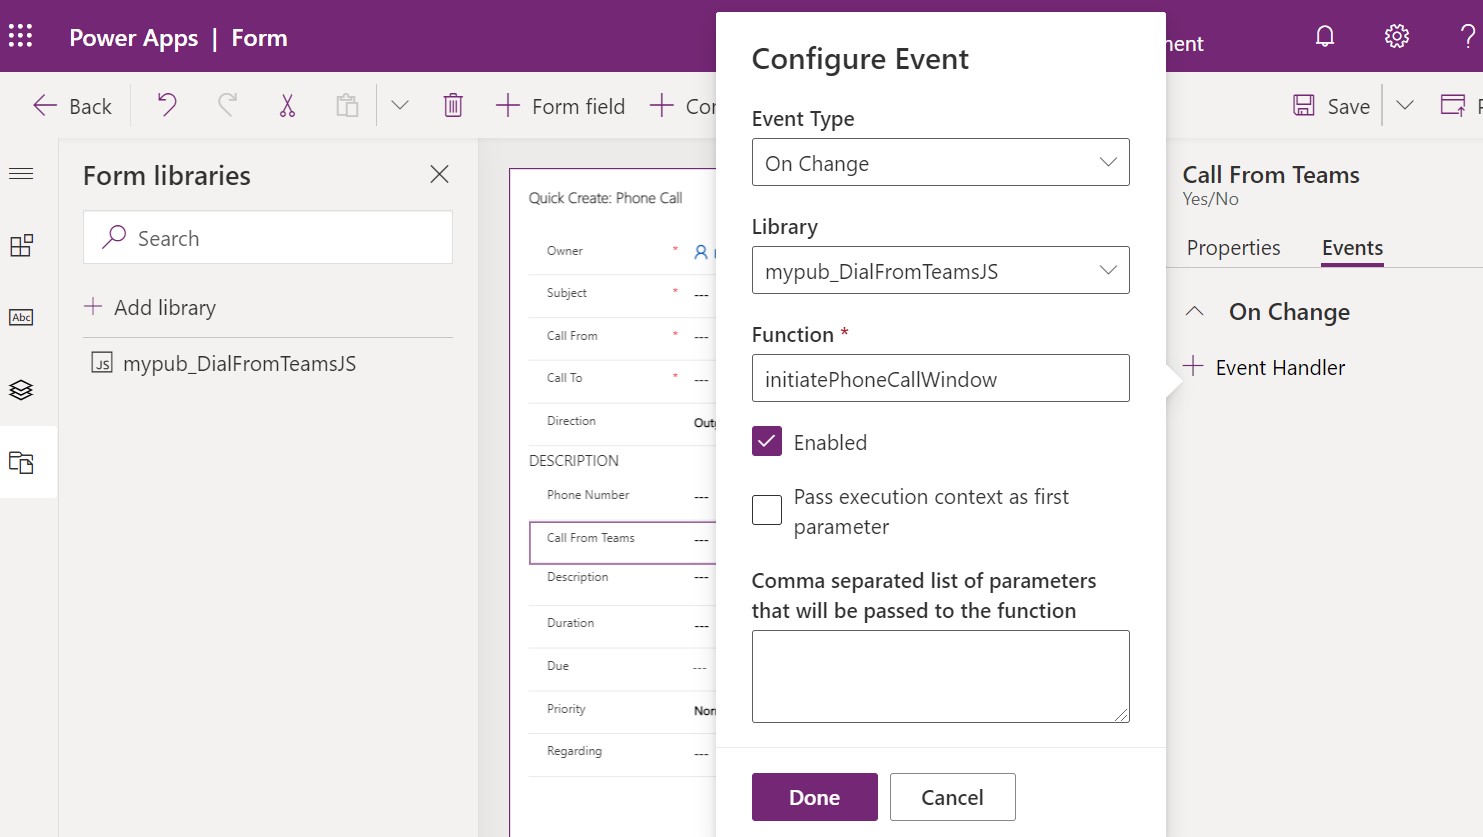 Power Apps | Form
Back
Form field
Save
Form libraries
Search
Add library
mypub_DialFromTeamsJS
Quick Create: Phone Call
Owner *
Subject * ---
Call From * ---
Call To * ---
Direction
DESCRIPTION
Phone Number ---
Call From Teams ---
Description ---
Duration ---
Due ---
Priority
Regarding ---
Configure Event
Event Type
On Change
Library
mypub_DialFromTeamsJS
Function *
initiatePhoneCallWindow
Enabled
Pass execution context as first
parameter
Comma separated list of parameters
that will be passed to the function
Done
Cancel
Call From Teams
Yes/No
Properties
Events
On Change
Event Handler